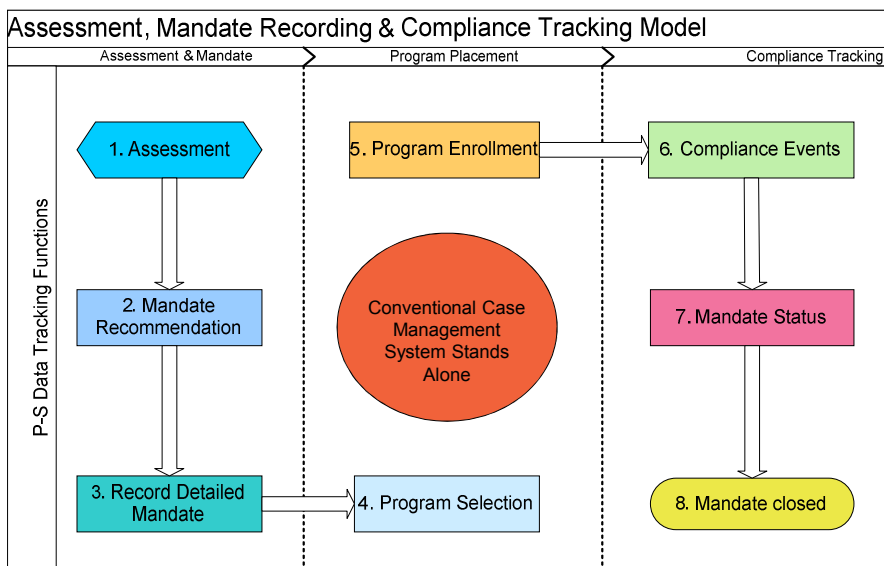 Assessment, Mandate Recording & Compliance Tracking Model
Assessment & Mandate
Program Placement
Compliance Tracking
P-S Data Tracking Functions
1. Assessment
2. Mandate
Recommendation
3. Record Detailed
Mandate
4. Program Selection
5. Program Enrollment
Conventional Case
Management
System Stands
Alone
6. Compliance Events
7. Mandate Status
8. Mandate closed